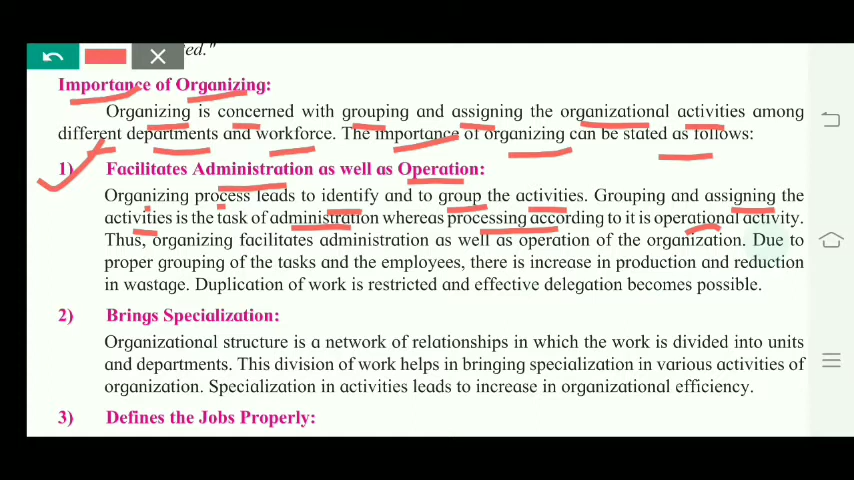 ed."
Importance of Organizing:
Organizing is concerned with grouping and assigning the organizational activities among
different departments and workforce. The importance of organizing can be stated as follows:
1) Facilitates Administration as well as Operation:
Organizing process leads to identify and to group the activities. Grouping and assigning the
activities is the task of administration whereas processing according to it is operational activity.
Thus, organizing facilitates administration as well as operation of the organization. Due to
proper grouping of the tasks and the employees, there is increase in production and reduction
in wastage. Duplication of work is restricted and effective delegation becomes possible.
2) Brings Specialization:
Organizational structure is a network of relationships in which the work is divided into units
and departments. This division of work helps in bringing specialization in various activities of
organization. Specialization in activities leads to increase in organizational efficiency.
3) Defines the Jobs Properly: